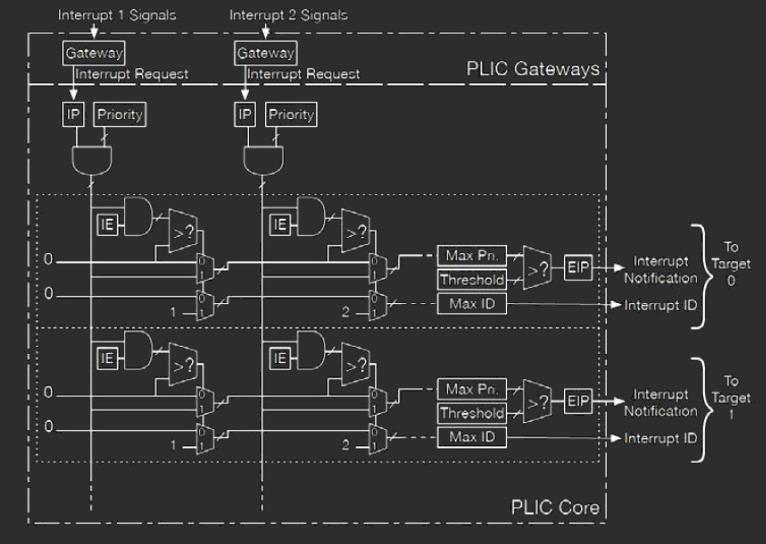 Interrupt 1 Signals
Interrupt 2 Signals
Gateway
Gateway
Interrupt Request
Interrupt Request
PLIC Gateways
IP
Priority
IP
Priority
IE
>?
IE
>?
0
0
1
0
1
Max Pri.
Threshold
>?
EIP
Interrupt
Notification
To
Target
0
0
0
1
1
0
1
2
Max ID
Interrupt ID
IE
>?
IE
>?
0
0
1
0
1
Max Pri.
Threshold
>?
EIP
Interrupt
Notification
To
Target
1
0
0
1
1
0
1
2
Max ID
Interrupt ID
PLIC Core